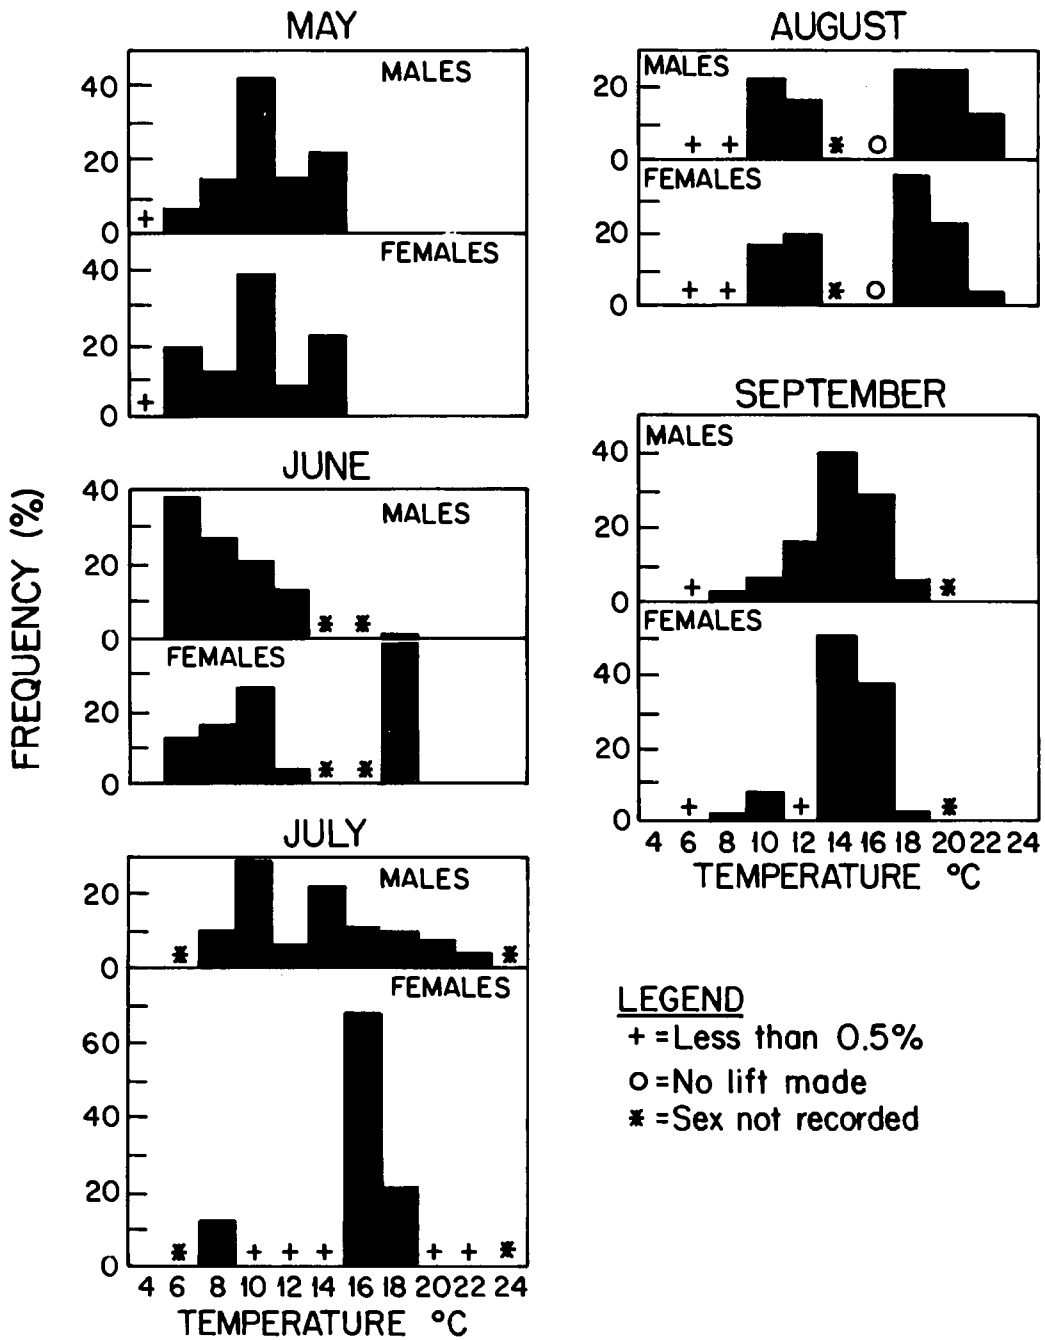 MAY
MALES
40
20
0
+
FEMALES
40
20
0
+
JUNE
40
MALES
20
* *
0
FEMALES
20
* *
0
JULY
MALES
20
* *
0
FEMALES
60
40
20
* + + + + + *
0
4 6 8 10 12 14 16 18 20 22 24
TEMPERATURE °C
FREQUENCY (%)
AUGUST
MALES
20
+ + * O
0
FEMALES
20
+ + * O
0
SEPTEMBER
MALES
40
20
+ *
0
FEMALES
40
20
+ + *
0
4 6 8 10 12 14 16 18 20 22 24
TEMPERATURE °C
LEGEND
+ =Less than 0.5%
O =No lift made
* =Sex not recorded